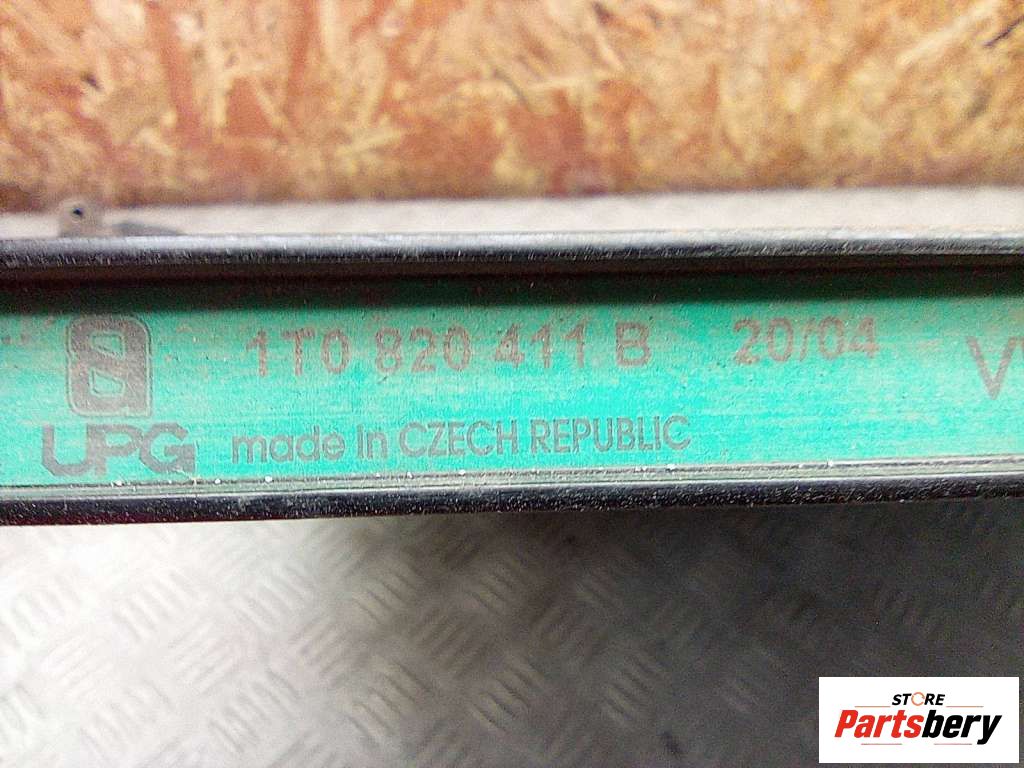 1T0 820 411 B 20/04
UPG made in CZECH REPUBLIC
STORE
Partsbery